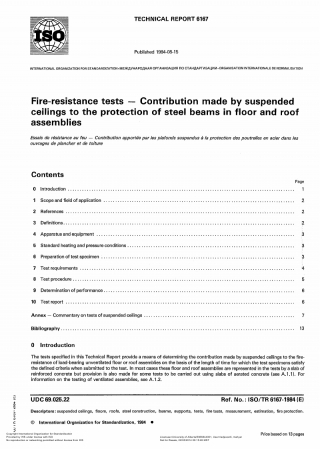 TECHNICAL REPORT 6167
ISO
Published 1984-05-15
INTERNATIONAL ORGANIZATION FOR STANDARDIZATION•МЕЖДУНАРОДНАЯ ОРГАНИЗАЦИЯ ПО СТАНДАРТИЗАЦИИ•ORGANISATION INTERNATIONALE DE NORMALISATION
Fire-resistance tests — Contribution made by suspended
ceilings to the protection of steel beams in floor and roof
assemblies
Essais de résistance au feu — Contribution apportée par les plafonds suspendus à la protection des poutrelles en acier dans les
ouvrages de plancher et de toiture
Contents
Page
0 Introduction 1
1 Scope and field of application 2
2 References 2
3 Definitions 2
4 Apparatus and equipment 3
5 Standard heating and pressure conditions 3
6 Preparation of test specimen 3
7 Test requirements 4
8 Test procedure 6
9 Determination of performance 6
10 Test report 6
Annex — Commentary on tests of suspended ceilings 7
Bibliography 13
0 Introduction
The tests specified in this Technical Report provide a means of determining the contribution made by suspended ceilings to the fire-
resistance of load-bearing unventilated floor or roof assemblies on the basis of the length of time for which the test specimens satisfy
the defined criteria when submitted to the test. In most cases these floor and roof assemblies are represented in the tests by a slab of
reinforced concrete but provision is also made for some tests to be carried out using slabs of aerated concrete (see A.1.1). For
information on the testing of ventilated assemblies, see A.1.2.
UDC 69.025.22
Ref. No. : ISO/TR 6167-1984 (E)
Descriptors : suspended ceilings, floors, roofs, steel construction, beams, supports, tests, fire tests, measurement, estimation, fire protection.
© International Organization for Standardization, 1984 •
Price based on 13 pages